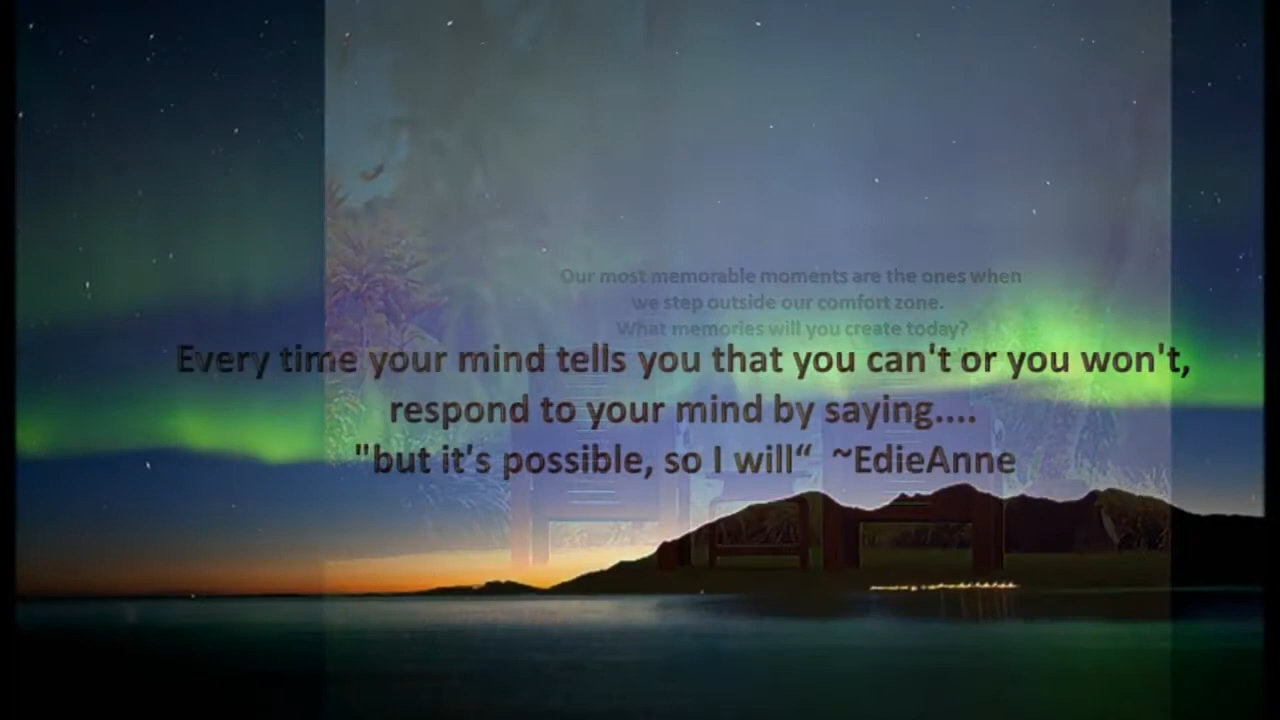 Our most memorable moments are the ones when
we step outside our comfort zone.
What memories will you create today?
Every time your mind tells you that you can't or you won't,
respond to your mind by saying....
"but it's possible, so I will“ ~EdieAnne